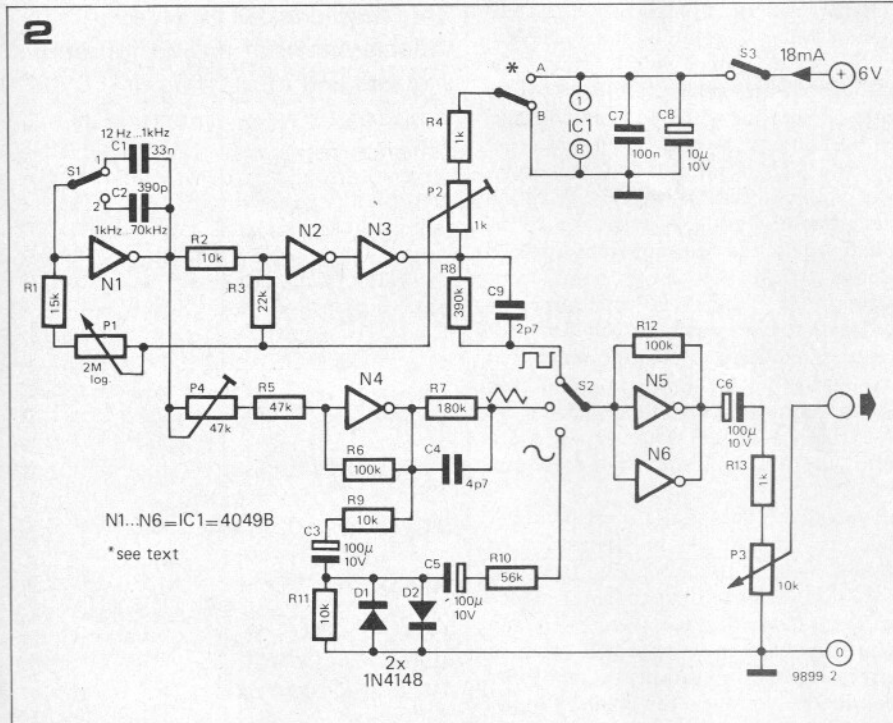 2
*
A
B
S3
18mA
+
6V
R4
1k
1
IC1
8
C7
100n
C8
10µ
10V
12 Hz...1kHz
C1
33n
S1
1
C2
390p
2
1kHz...70kHz
P2
1k
R2
10k
N1
N2
N3
R1
15k
R3
22k
R8
390k
C9
2p7
P1
2M
log.
R12
100k
P4
47k
R5
47k
N4
R7
180k
S2
N5
C6
100µ
10V
R6
100k
C4
4p7
N6
R13
1k
N1...N6=IC1=4049B
*see text
R9
10k
C3
100µ
10V
C5
100µ
10V
R10
56k
P3
10k
R11
10k
D1
D2
2x
1N4148
0
9899 2